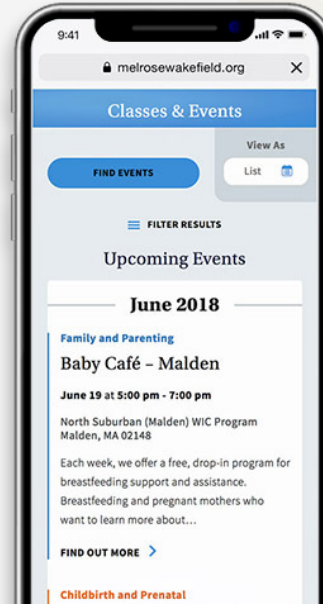 9:41
melrosewakefield.org
Classes & Events
View As
FIND EVENTS
List
FILTER RESULTS
Upcoming Events
June 2018
Family and Parenting
Baby Café – Malden
June 19 at 5:00 pm - 7:00 pm
North Suburban (Malden) WIC Program
Malden, MA 02148
Each week, we offer a free, drop-in program for
breastfeeding support and assistance.
Breastfeeding and pregnant mothers who
want to learn more about…
FIND OUT MORE
Childbirth and Prenatal